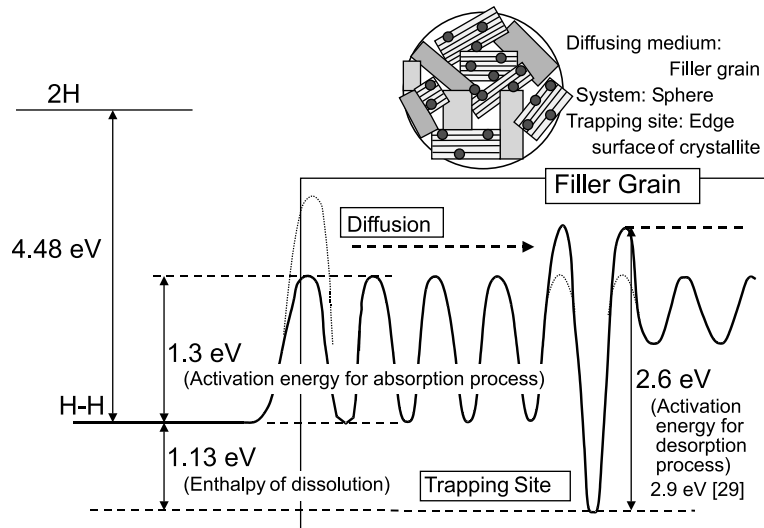 Diffusing medium:
Filler grain
System: Sphere
Trapping site: Edge
surface of crystallite
2H
Filler Grain
Diffusion
4.48 eV
1.3 eV
(Activation energy for absorption process)
H-H
2.6 eV
(Activation
energy for
desorption
process)
2.9 eV [29]
1.13 eV
(Enthalpy of dissolution)
Trapping Site